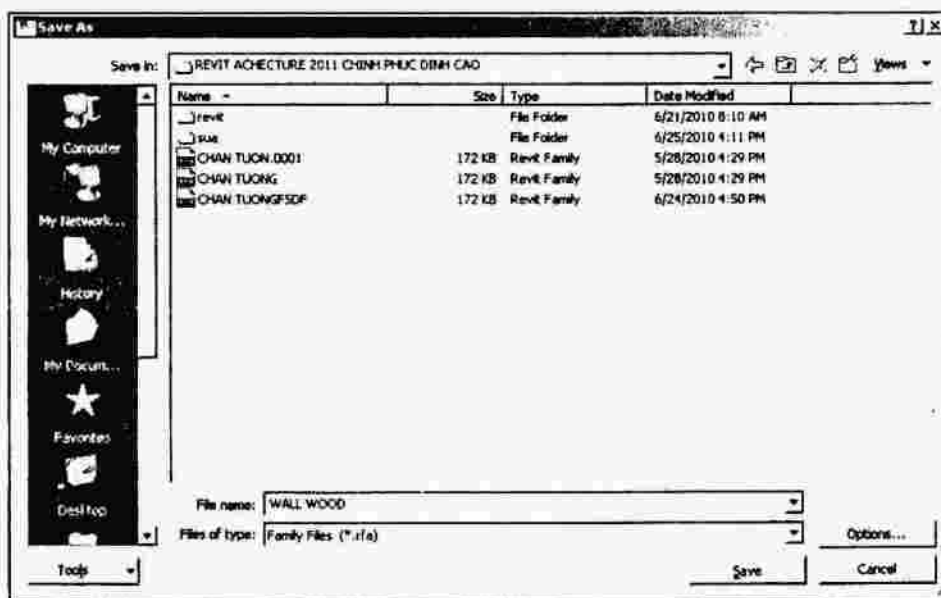 Save As
Save in: REVIT ACHECTURE 2011 CHINH PHUC DINH CAO Views
Name Size Type Date Modified
revit File Folder 6/21/2010 8:10 AM
sua File Folder 6/25/2010 4:11 PM
CHAN TUON.0001 172 KB Revit Family 5/28/2010 4:29 PM
CHAN TUONG 172 KB Revit Family 5/28/2010 4:29 PM
CHAN TUONGFSDF 172 KB Revit Family 6/24/2010 4:50 PM
My Computer
My Network...
History
My Docum...
Favorites
Desktop
File name: WALL WOOD
Files of type: Family Files (*.rfa) Options...
Tools Save Cancel